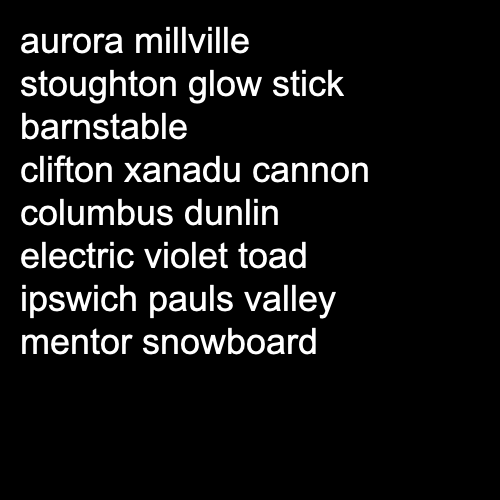 aurora millville
stoughton glow stick
barnstable
clifton xanadu cannon
columbus dunlin
electric violet toad
ipswich pauls valley
mentor snowboard